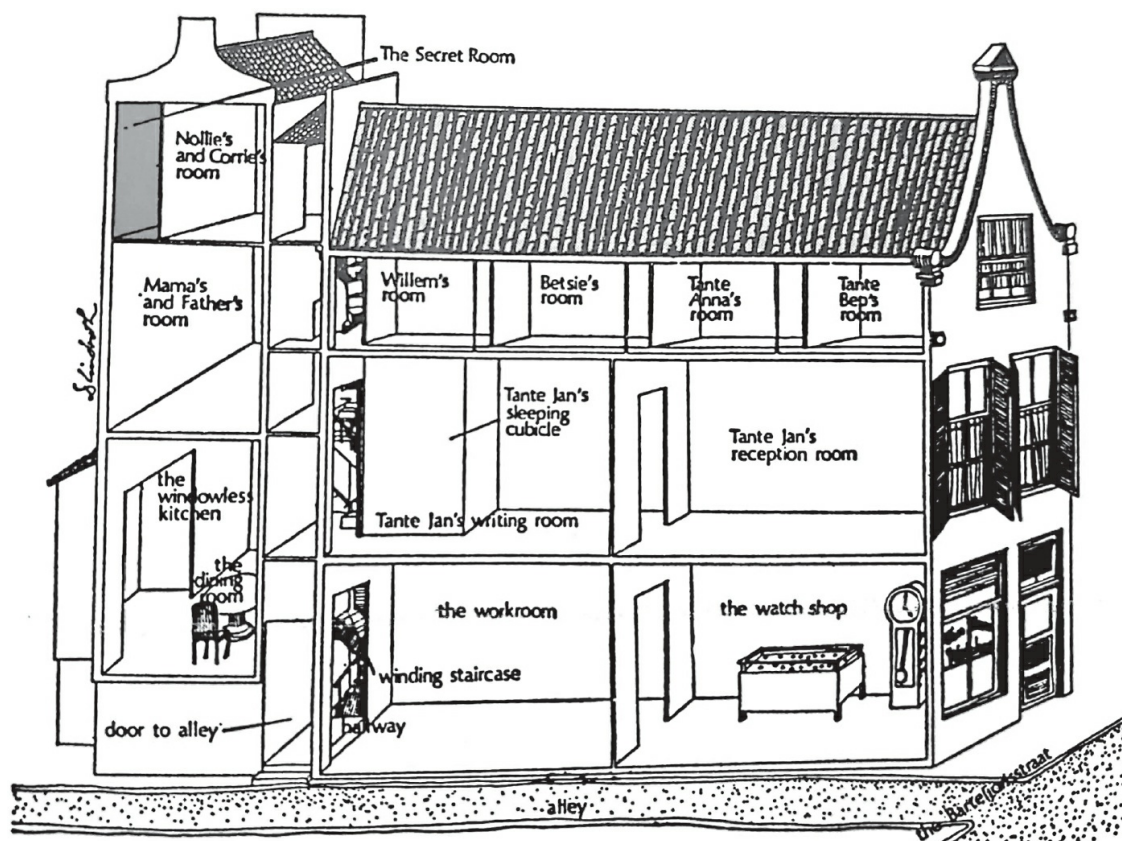 The Secret Room
Nollie's
and Corrie's
room
Mama's
and Father's
room
Willem's
room
Betsie's
room
Tante
Anna's
room
Tante
Bep's
room
Tante Jan's
sleeping
cubicle
Tante Jan's
reception room
the
windowless
kitchen
Tante Jan's writing room
the
dining
room
the workroom
the watch shop
winding staircase
door to alley
hallway
alley
the Barteljorisstraat